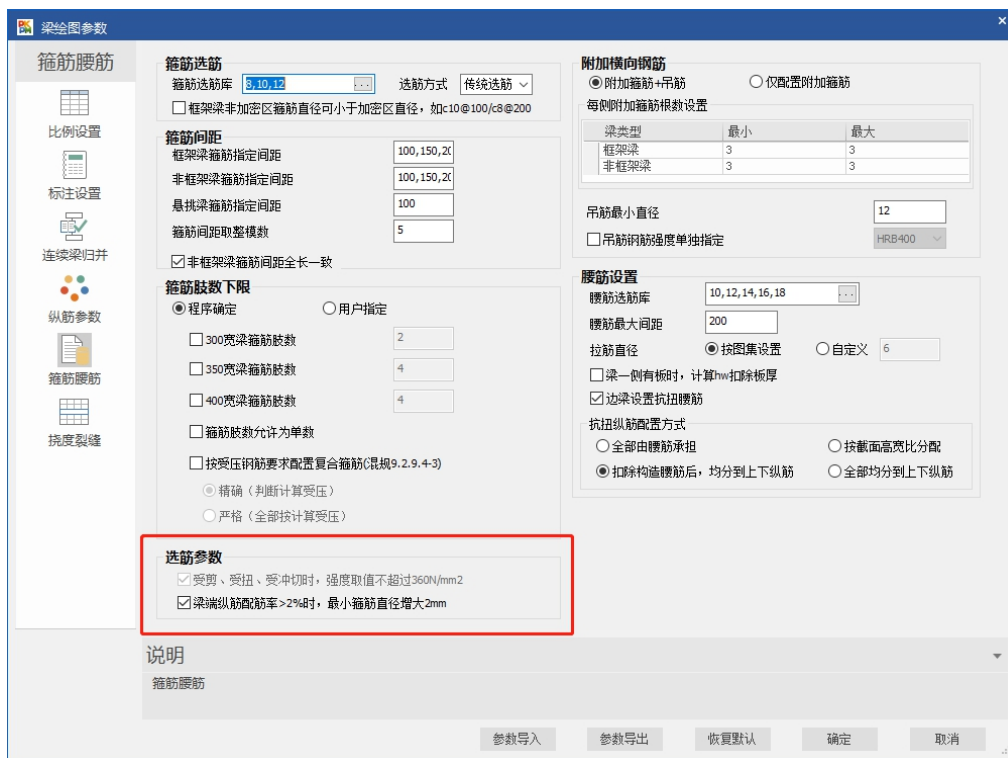 梁绘图参数
箍筋腰筋
比例设置
标注设置
连续梁归并
纵筋参数
箍筋腰筋
挠度裂缝
箍筋选筋
箍筋选筋库 8,10,12 ... 选筋方式 传统选筋
框架梁非加密区箍筋直径可小于加密区直径，如c10@100/c8@200
箍筋间距
框架梁箍筋指定间距 100,150,20
非框架梁箍筋指定间距 100,150,20
悬挑梁箍筋指定间距 100
箍筋间距取整模数 5
非框架梁箍筋间距全长一致
箍筋肢数下限
程序确定 用户指定
300宽梁箍筋肢数 2
350宽梁箍筋肢数 4
400宽梁箍筋肢数 4
箍筋肢数允许为单数
按受压钢筋要求配置复合箍筋(混规9.2.9.4-3)
精确（判断计算受压）
严格（全部按计算受压）
选筋参数
受剪、受扭、受冲切时，强度取值不超过360N/mm2
梁端纵筋配筋率>2%时，最小箍筋直径增大2mm
附加横向钢筋
附加箍筋+吊筋 仅配置附加箍筋
每侧附加箍筋根数设置
梁类型 最小 最大
框架梁 3 3
非框架梁 3 3
吊筋最小直径 12
吊筋钢筋强度单独指定 HRB400
腰筋设置
腰筋选筋库 10,12,14,16,18 ...
腰筋最大间距 200
拉筋直径 按图集设置 自定义 6
梁一侧有板时，计算hw扣除板厚
边梁设置抗扭腰筋
抗扭纵筋配置方式
全部由腰筋承担 按截面高宽比分配
扣除构造腰筋后，均分到上下纵筋 全部均分到上下纵筋
说明
箍筋腰筋
参数导入 参数导出 恢复默认 确定 取消